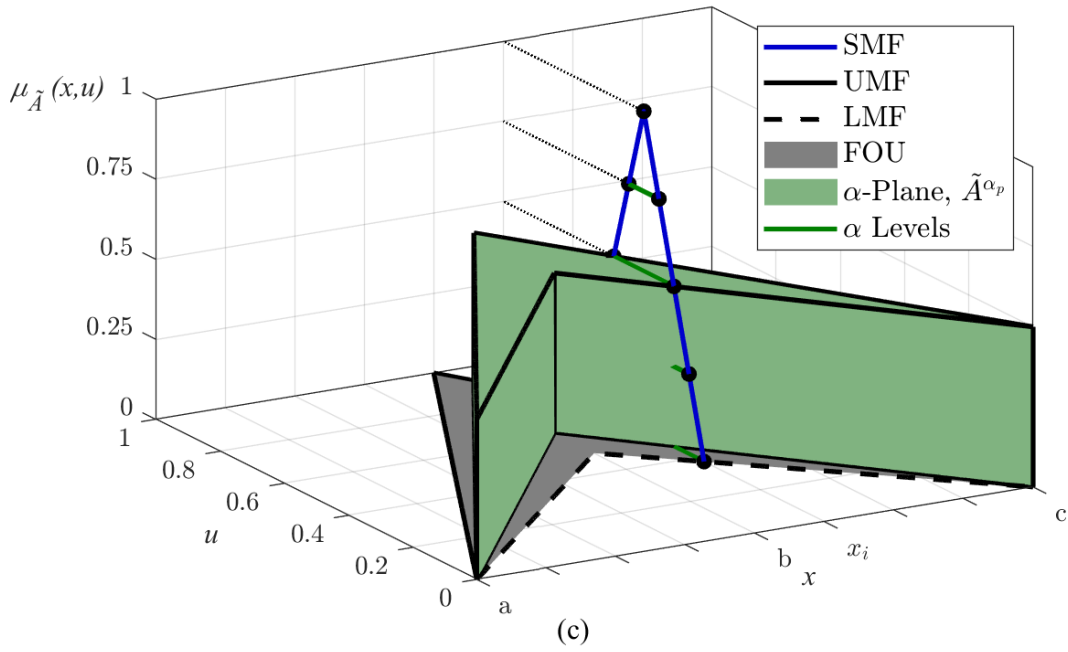 μ_Ã (x,u)
1
0.75
0.5
0.25
0
1
0.8
0.6
0.4
0.2
0
u
a
b
x_i
c
x
SMF
UMF
LMF
FOU
α-Plane, Ã^{α_p}
α Levels
(c)